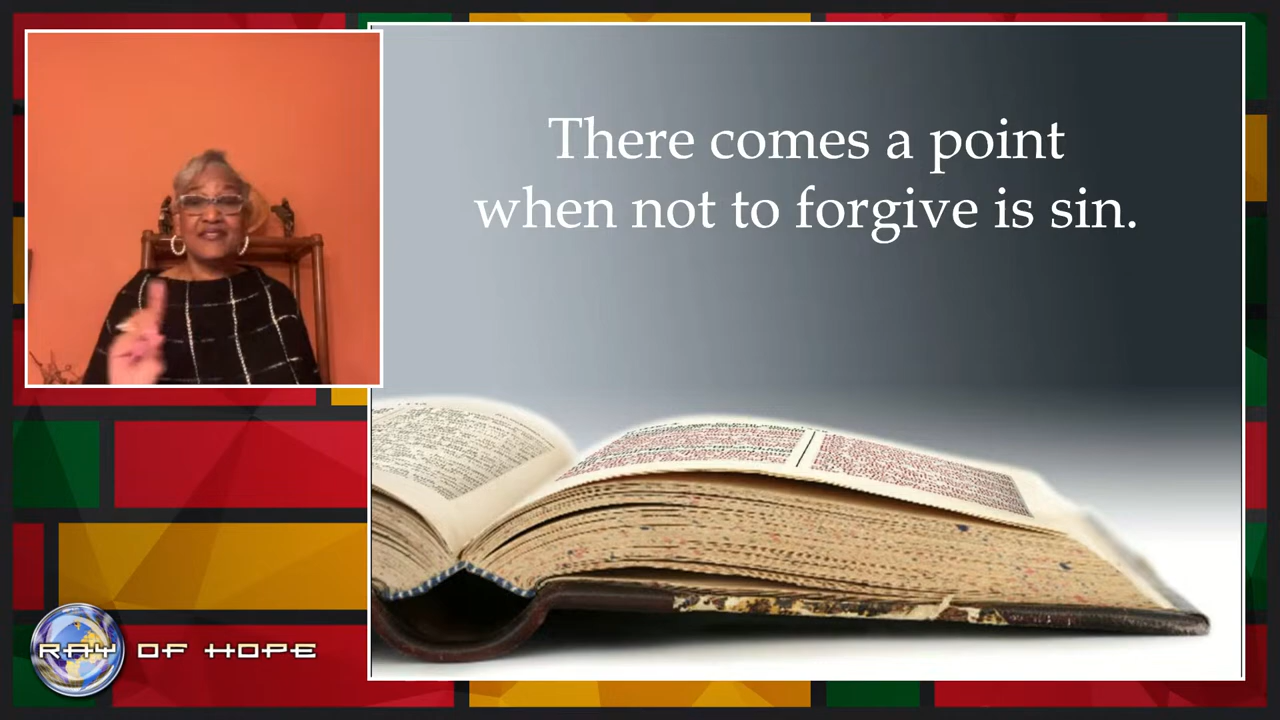 There comes a point
when not to forgive is sin.
RAY OF HOPE